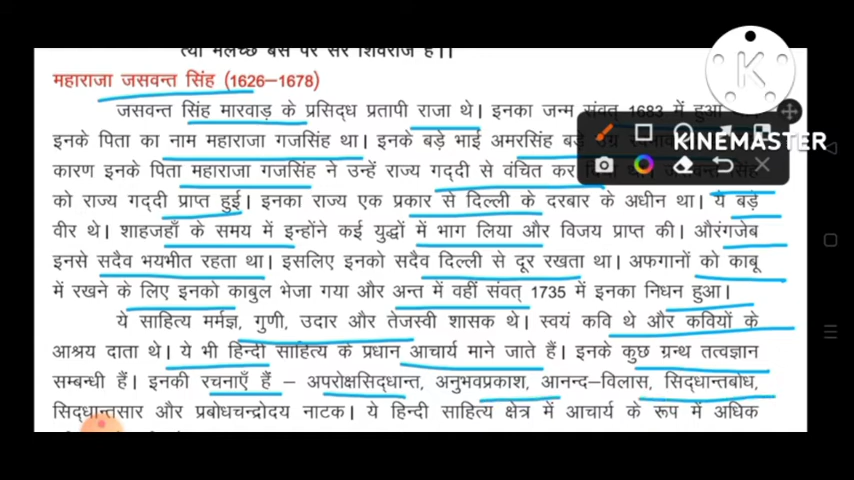 त्यों मलेच्छ बंस पर सेर शिवराज हैं।।
महाराजा जसवन्त सिंह (1626–1678)
जसवन्त सिंह मारवाड़ के प्रसिद्ध प्रतापी राजा थे। इनका जन्म संवत् 1683 में हुआ
इनके पिता का नाम महाराजा गजसिंह था। इनके बड़े भाई अमरसिंह बड़े उग्र
कारण इनके पिता महाराजा गजसिंह ने उन्हें राज्य गद्दी से वंचित कर सिंह
को राज्य गद्दी प्राप्त हुई। इनका राज्य एक प्रकार से दिल्ली के दरबार के अधीन था। ये बड़े
वीर थे। शाहजहाँ के समय में इन्होंने कई युद्धों में भाग लिया और विजय प्राप्त की। औरंगजेब
इनसे सदैव भयभीत रहता था। इसलिए इनको सदैव दिल्ली से दूर रखता था। अफगानों को काबू
में रखने के लिए इनको काबुल भेजा गया और अन्त में वहीं संवत् 1735 में इनका निधन हुआ।
ये साहित्य मर्मज्ञ, गुणी, उदार और तेजस्वी शासक थे। स्वयं कवि थे और कवियों के
आश्रय दाता थे। ये भी हिन्दी साहित्य के प्रधान आचार्य माने जाते हैं। इनके कुछ ग्रन्थ तत्वज्ञान
सम्बन्धी हैं। इनकी रचनाएँ हैं – अपरोक्षसिद्धान्त, अनुभवप्रकाश, आनन्द–विलास, सिद्धान्तबोध,
सिद्धान्तसार और प्रबोधचन्द्रोदय नाटक। ये हिन्दी साहित्य क्षेत्र में आचार्य के रूप में अधिक
K
KINEMASTER